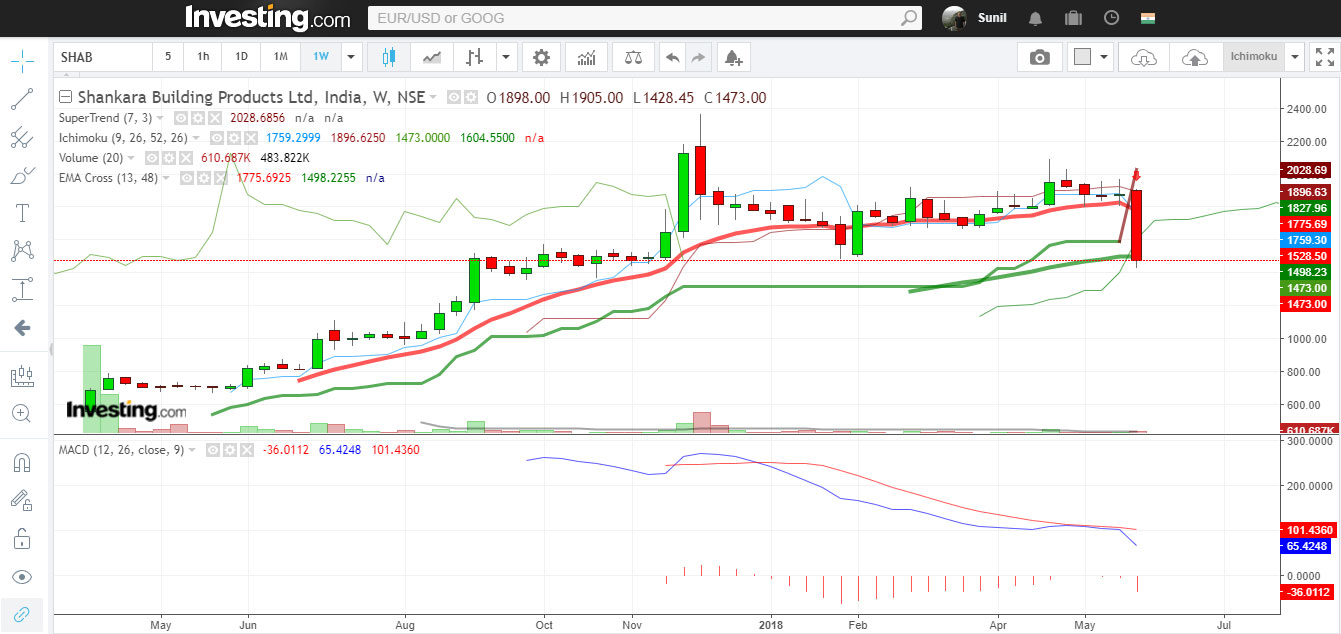 Investing.com EUR/USD or GOOG Sunil
SHAB 5 1h 1D 1M 1W Ichimoku
Shankara Building Products Ltd, India, W, NSE O1898.00 H1905.00 L1428.45 C1473.00
SuperTrend (7, 3) 2028.6856 n/a n/a
Ichimoku (9, 26, 52, 26) 1759.2999 1896.6250 1473.0000 1604.5500 n/a
Volume (20) 610.687K 483.822K
EMA Cross (13, 48) 1775.6925 1498.2255 n/a
2400.00
2200.00
2028.69
1896.63
1827.96
1775.69
1759.30
1528.50
1498.23
1473.00
1473.00
1000.00
800.00
600.00
Investing.com
610.687K
300.0000
MACD (12, 26, close, 9) -36.0112 65.4248 101.4360
200.0000
101.4360
65.4248
0.0000
-36.0112
May Jun Aug Oct Nov 2018 Feb Apr May Jul